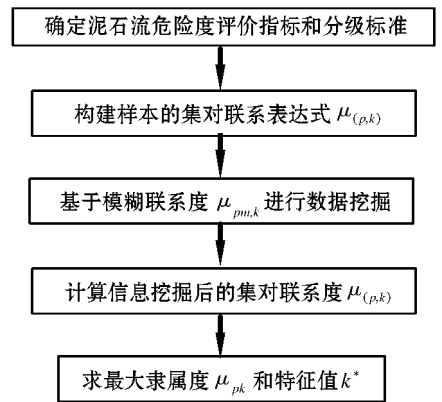 确定泥石流危险度评价指标和分级标准
构建样本的集对联系表达式 μ(p,k)
基于模糊联系度 μpm,k 进行数据挖掘
计算信息挖掘后的集对联系度 μ(p,k)
求最大隶属度 μpk 和特征值 k*